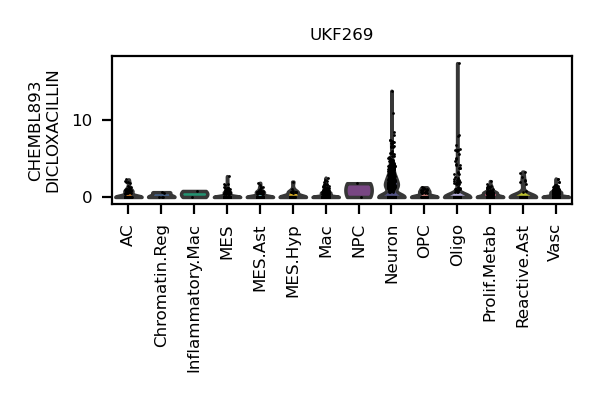 UKF269
CHEMBL893
DICLOXACILLIN
10
0
AC
Chromatin.Reg
Inflammatory.Mac
MES
MES.Ast
MES.Hyp
Mac
NPC
Neuron
OPC
Oligo
Prolif.Metab
Reactive.Ast
Vasc